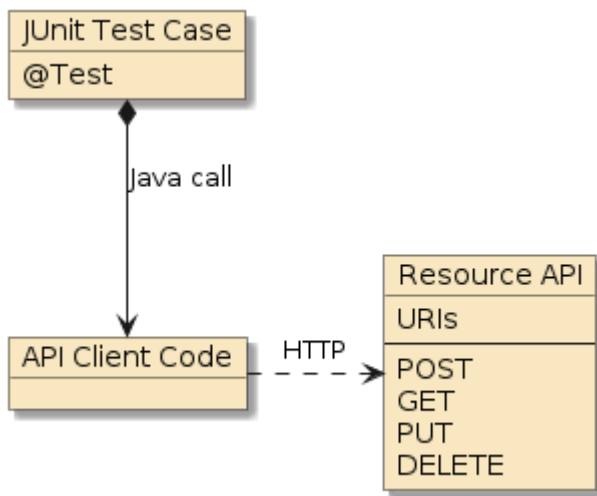 JUnit Test Case
@Test
Java call
API Client Code
HTTP
Resource API
URIs
POST
GET
PUT
DELETE